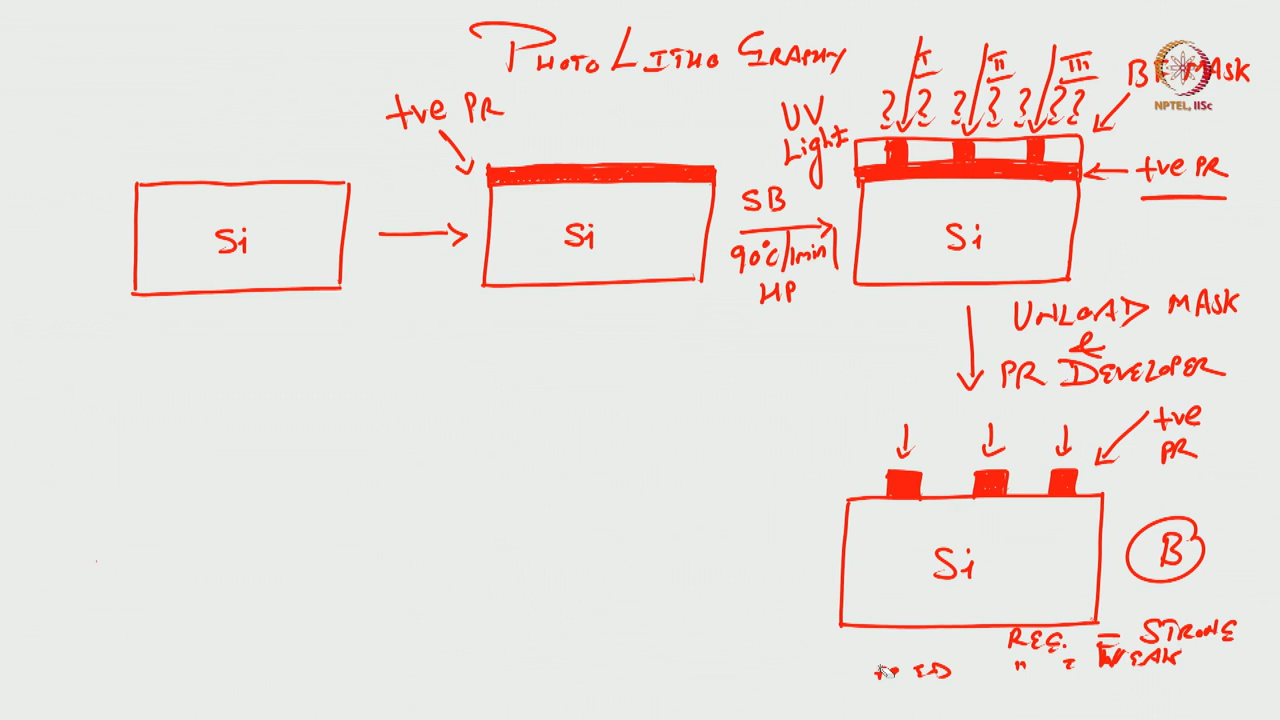 PHOTO LITHO GRAPHY
+ve PR
Si
Si
SB
90°C/1min
HP
UV
Light
I II III
MASK
NPTEL, IISc
+ve PR
Si
UNLOAD MASK
&
PR DEVELOPER
+ve
PR
Si
B
REG. = STRONG
" WEAK